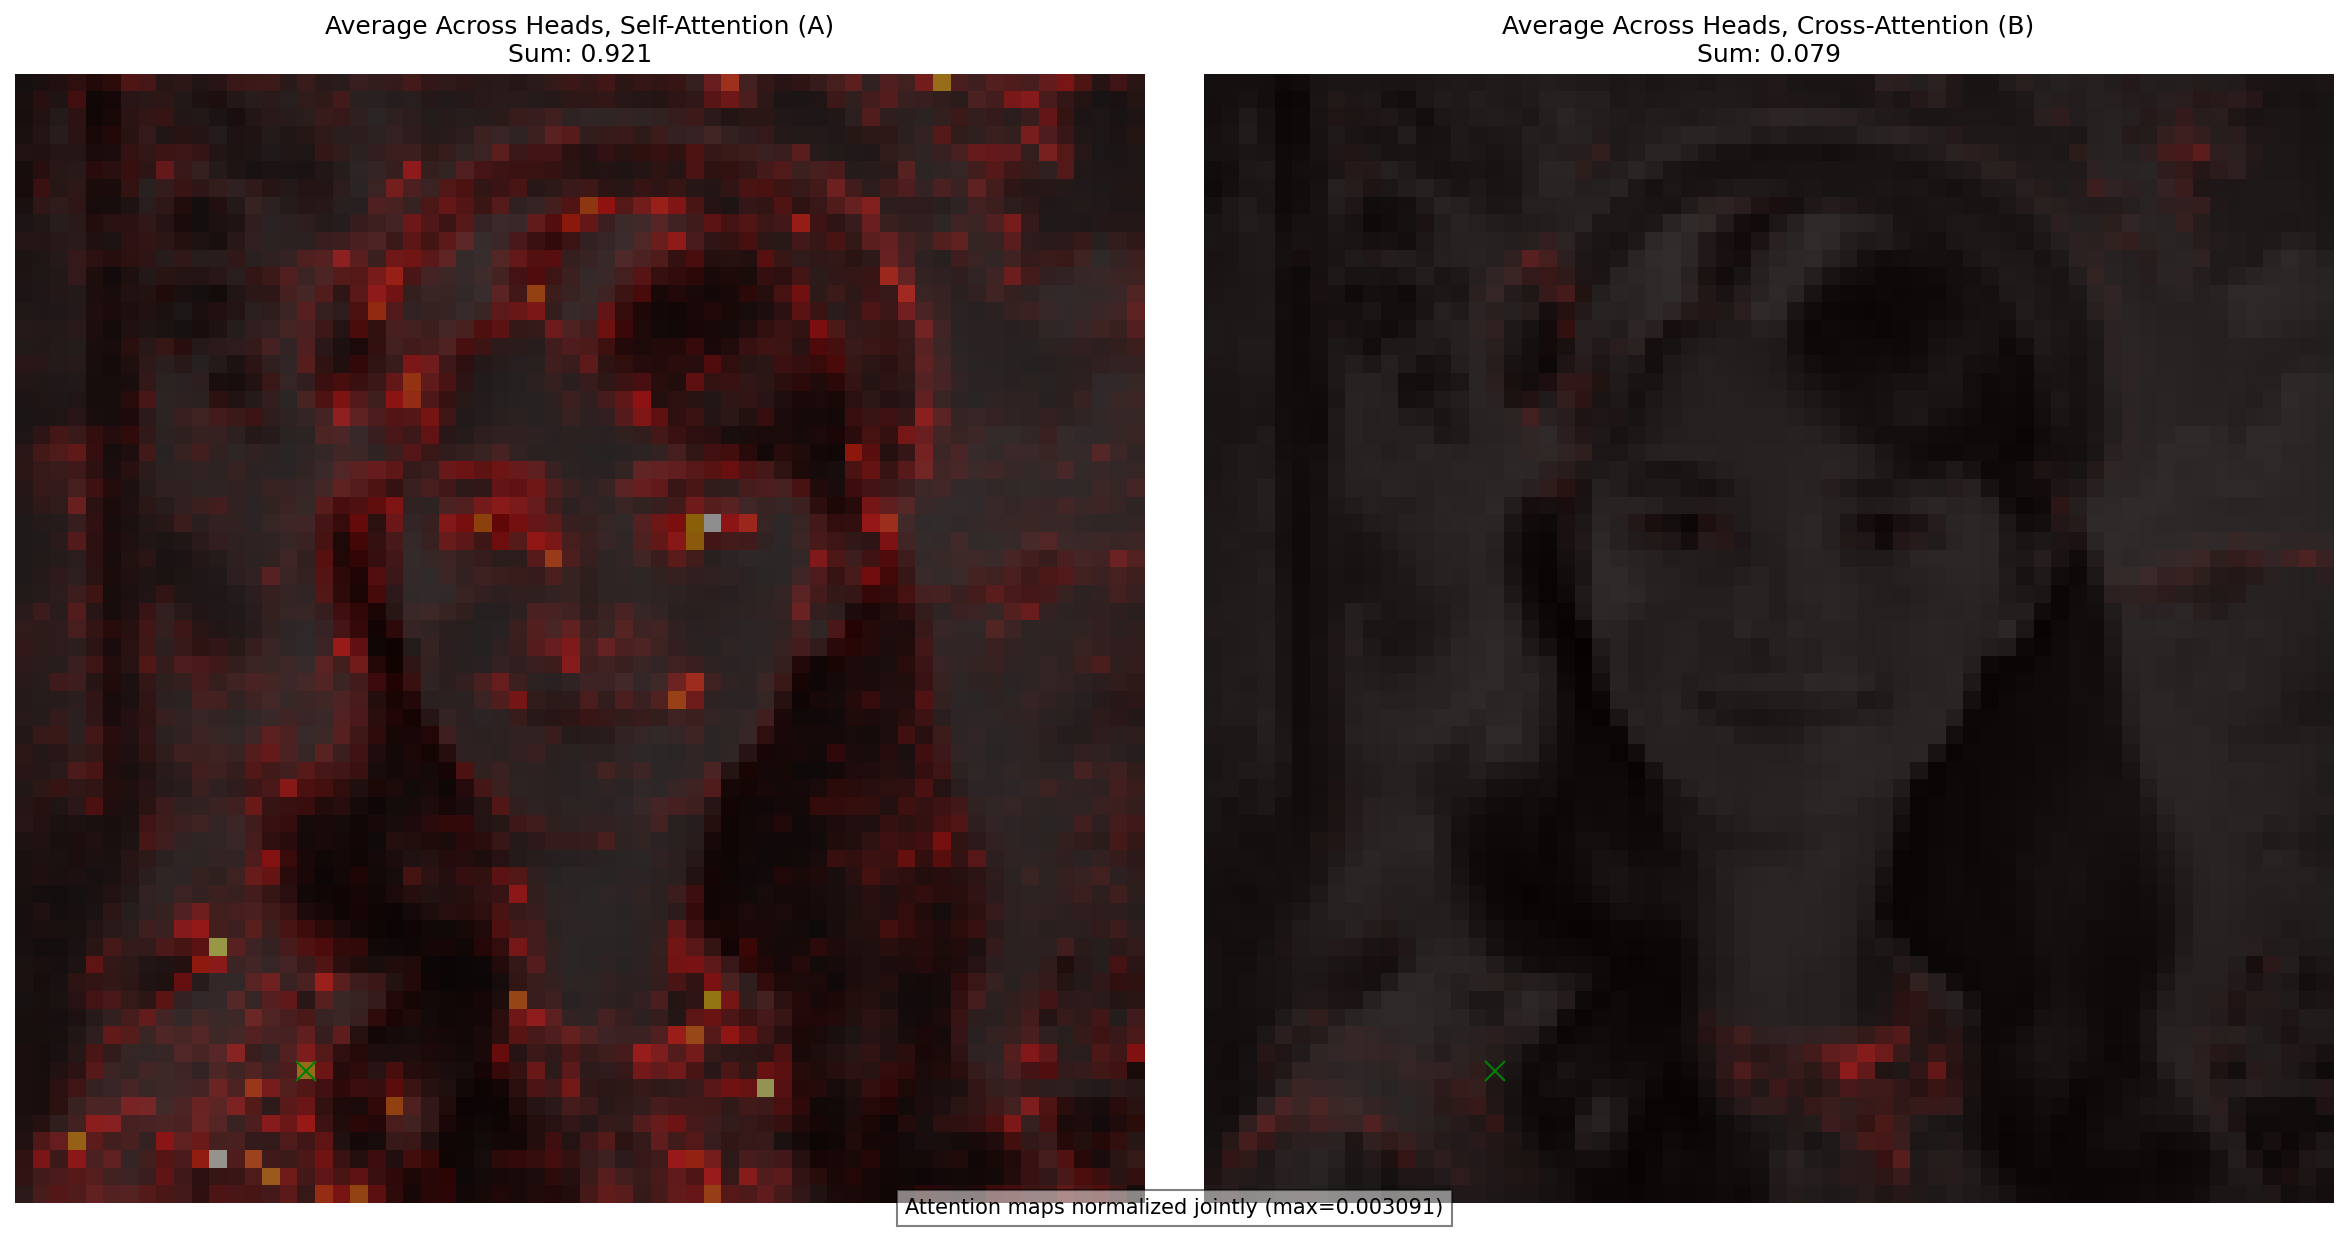 Average Across Heads, Self-Attention (A)
Sum: 0.921
Average Across Heads, Cross-Attention (B)
Sum: 0.079
Attention maps normalized jointly (max=0.003091)